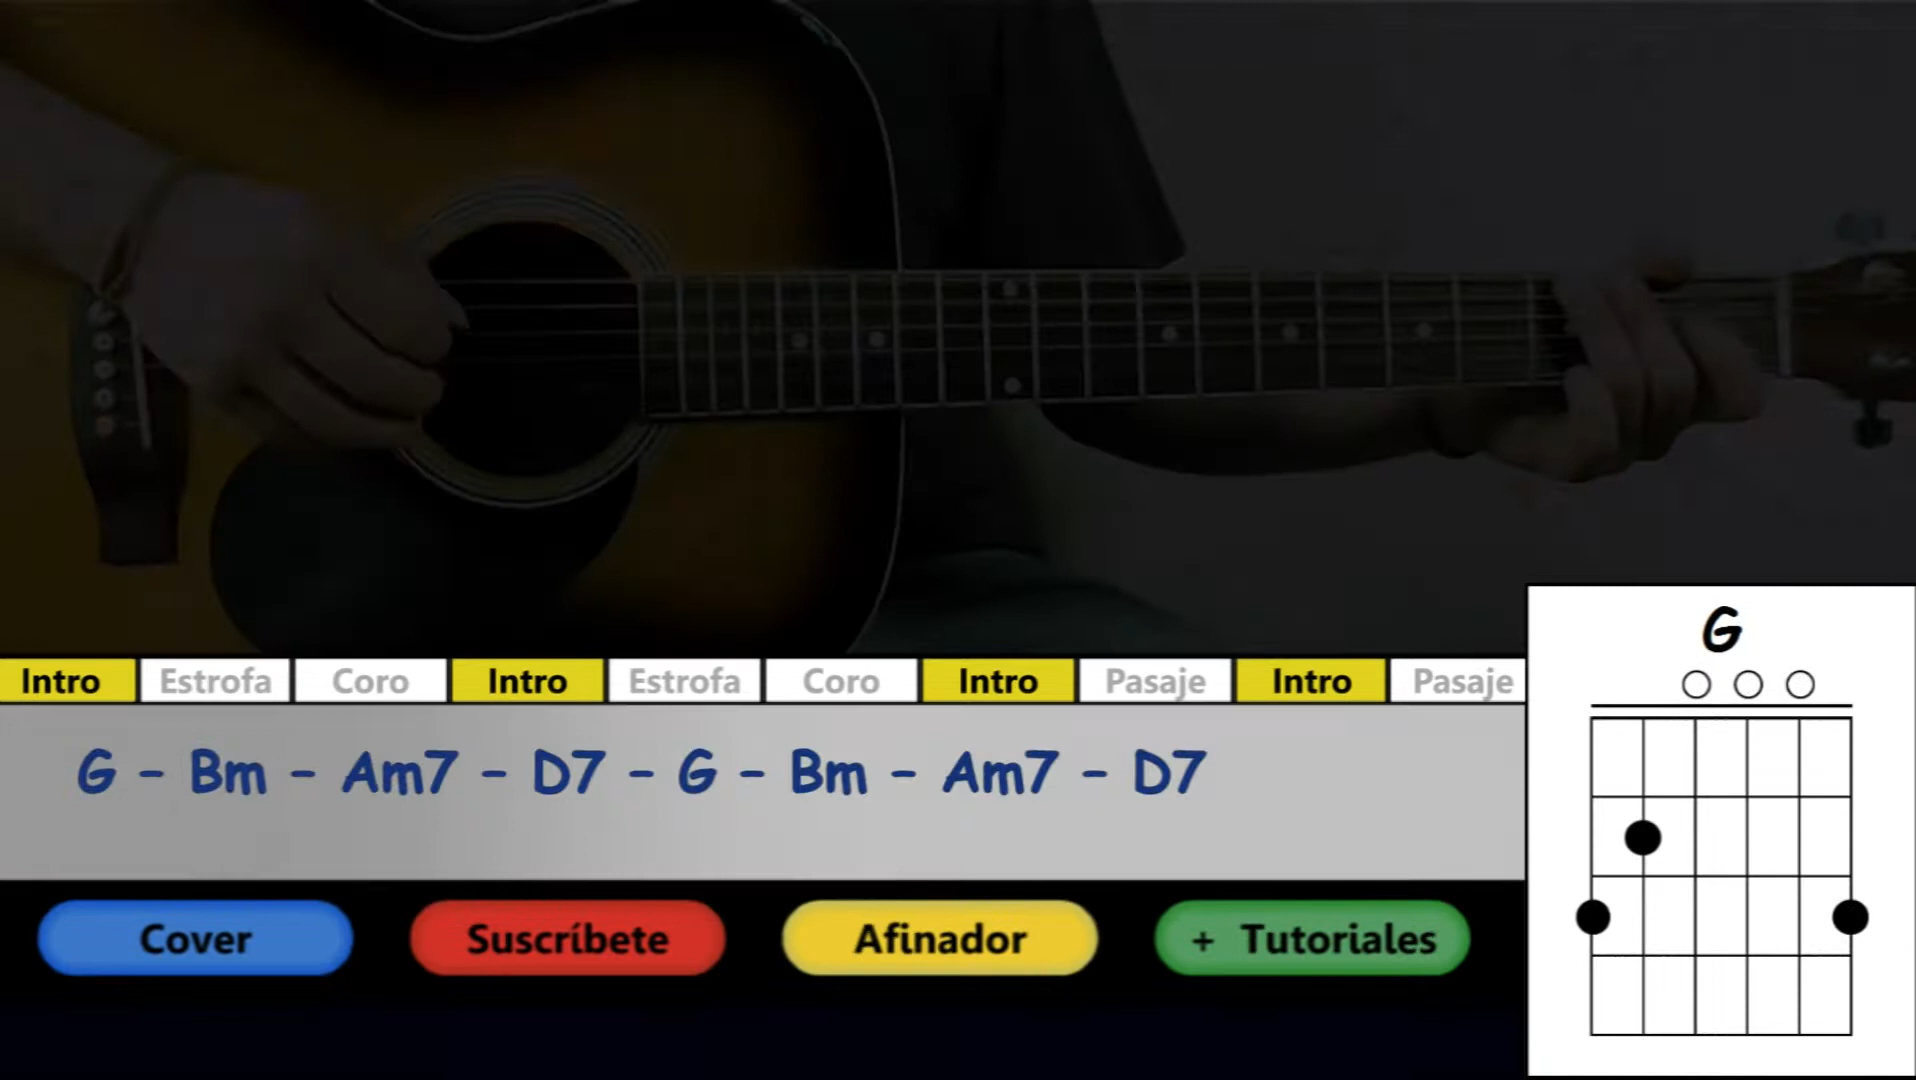 Intro Estrofa Coro Intro Estrofa Coro Intro Pasaje Intro Pasaje
G - Bm - Am7 - D7 - G - Bm - Am7 - D7
G
Cover Suscríbete Afinador + Tutoriales